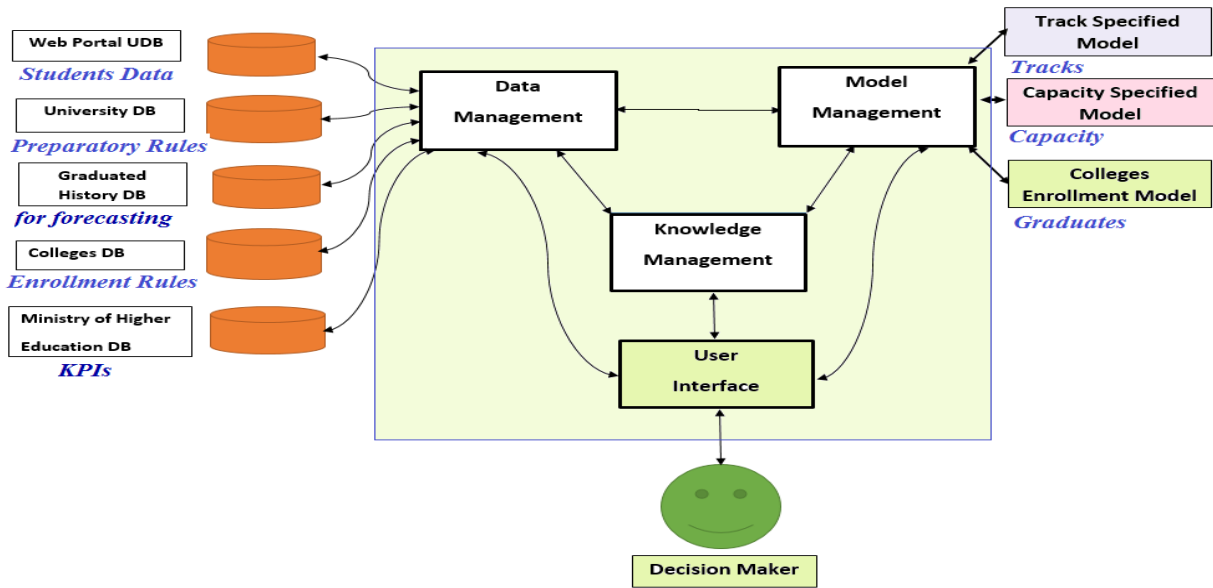 Web Portal UDB
Students Data
University DB
Preparatory Rules
Graduated
History DB
for forecasting
Colleges DB
Enrollment Rules
Ministry of Higher
Education DB
KPIs
Data
Management
Model
Management
Knowledge
Management
User
Interface
Decision Maker
Track Specified
Model
Tracks
Capacity Specified
Model
Capacity
Colleges
Enrollment Model
Graduates